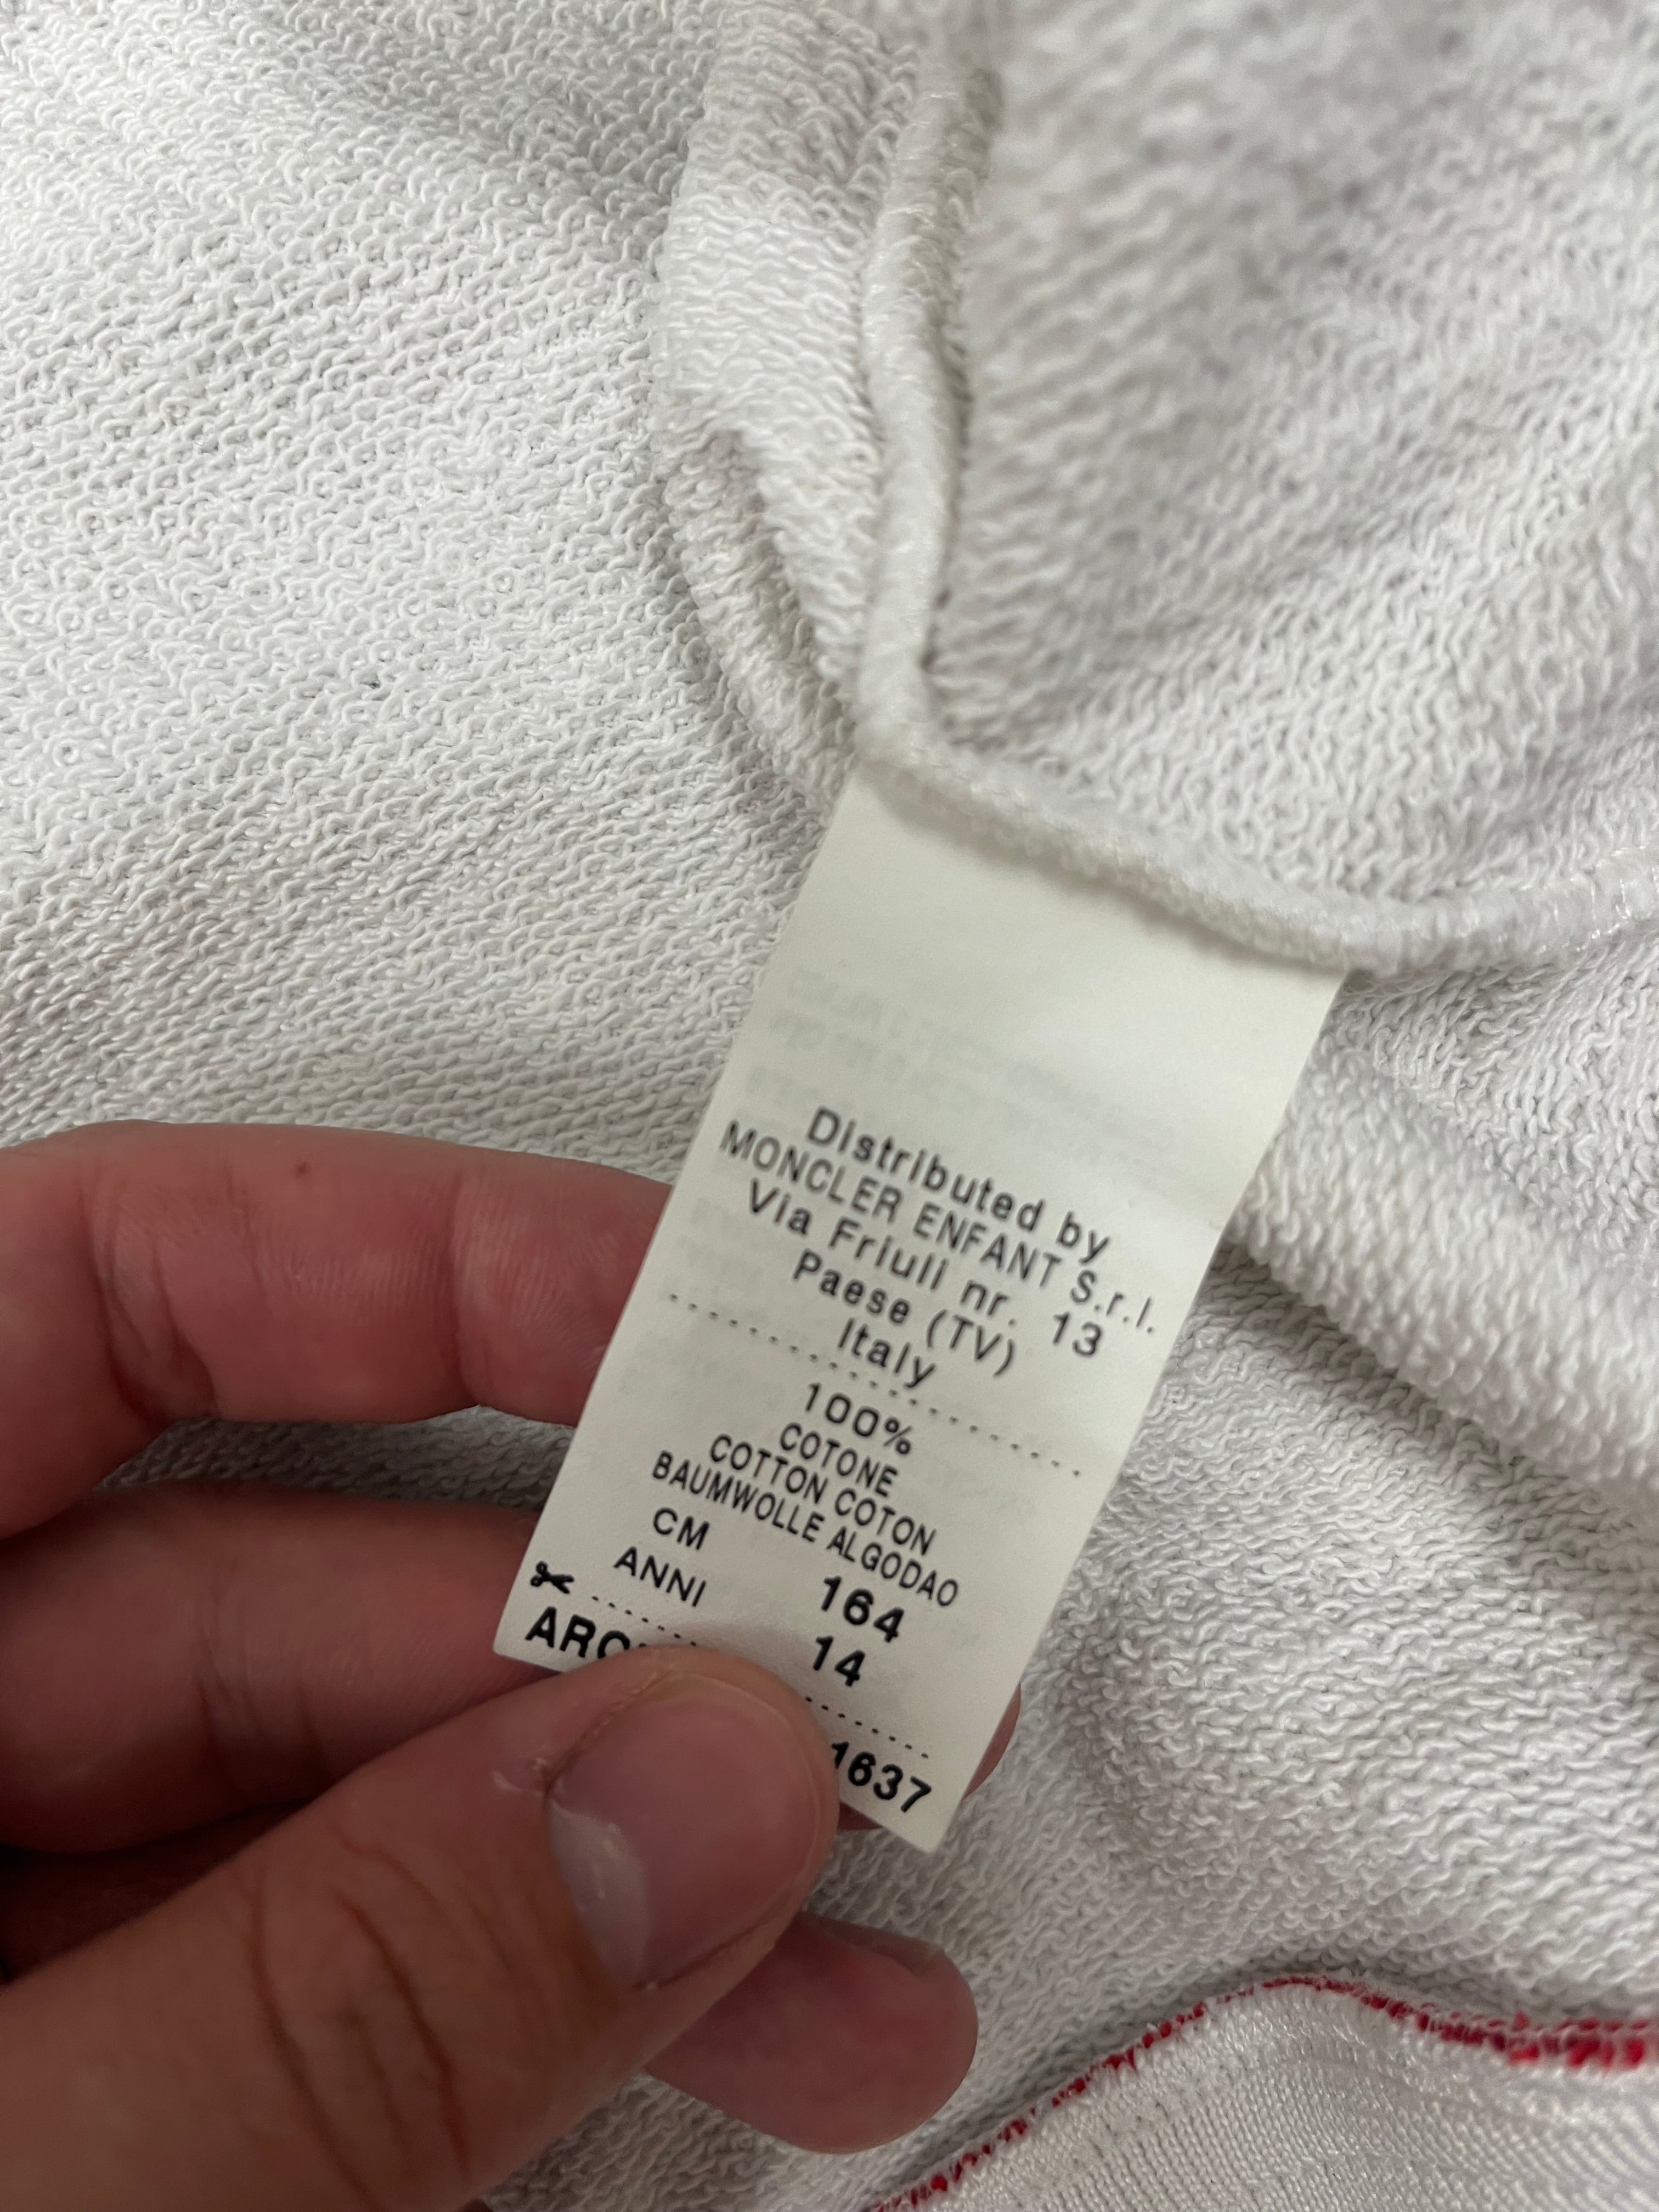 Distributed by
MONCLER ENFANT S.r.l.
Via Friuli nr. 13
Paese (TV)
Italy
100%
COTONE
COTTON COTON
BAUMWOLLE ALGODAO
CM 164
ANNI 14
1637